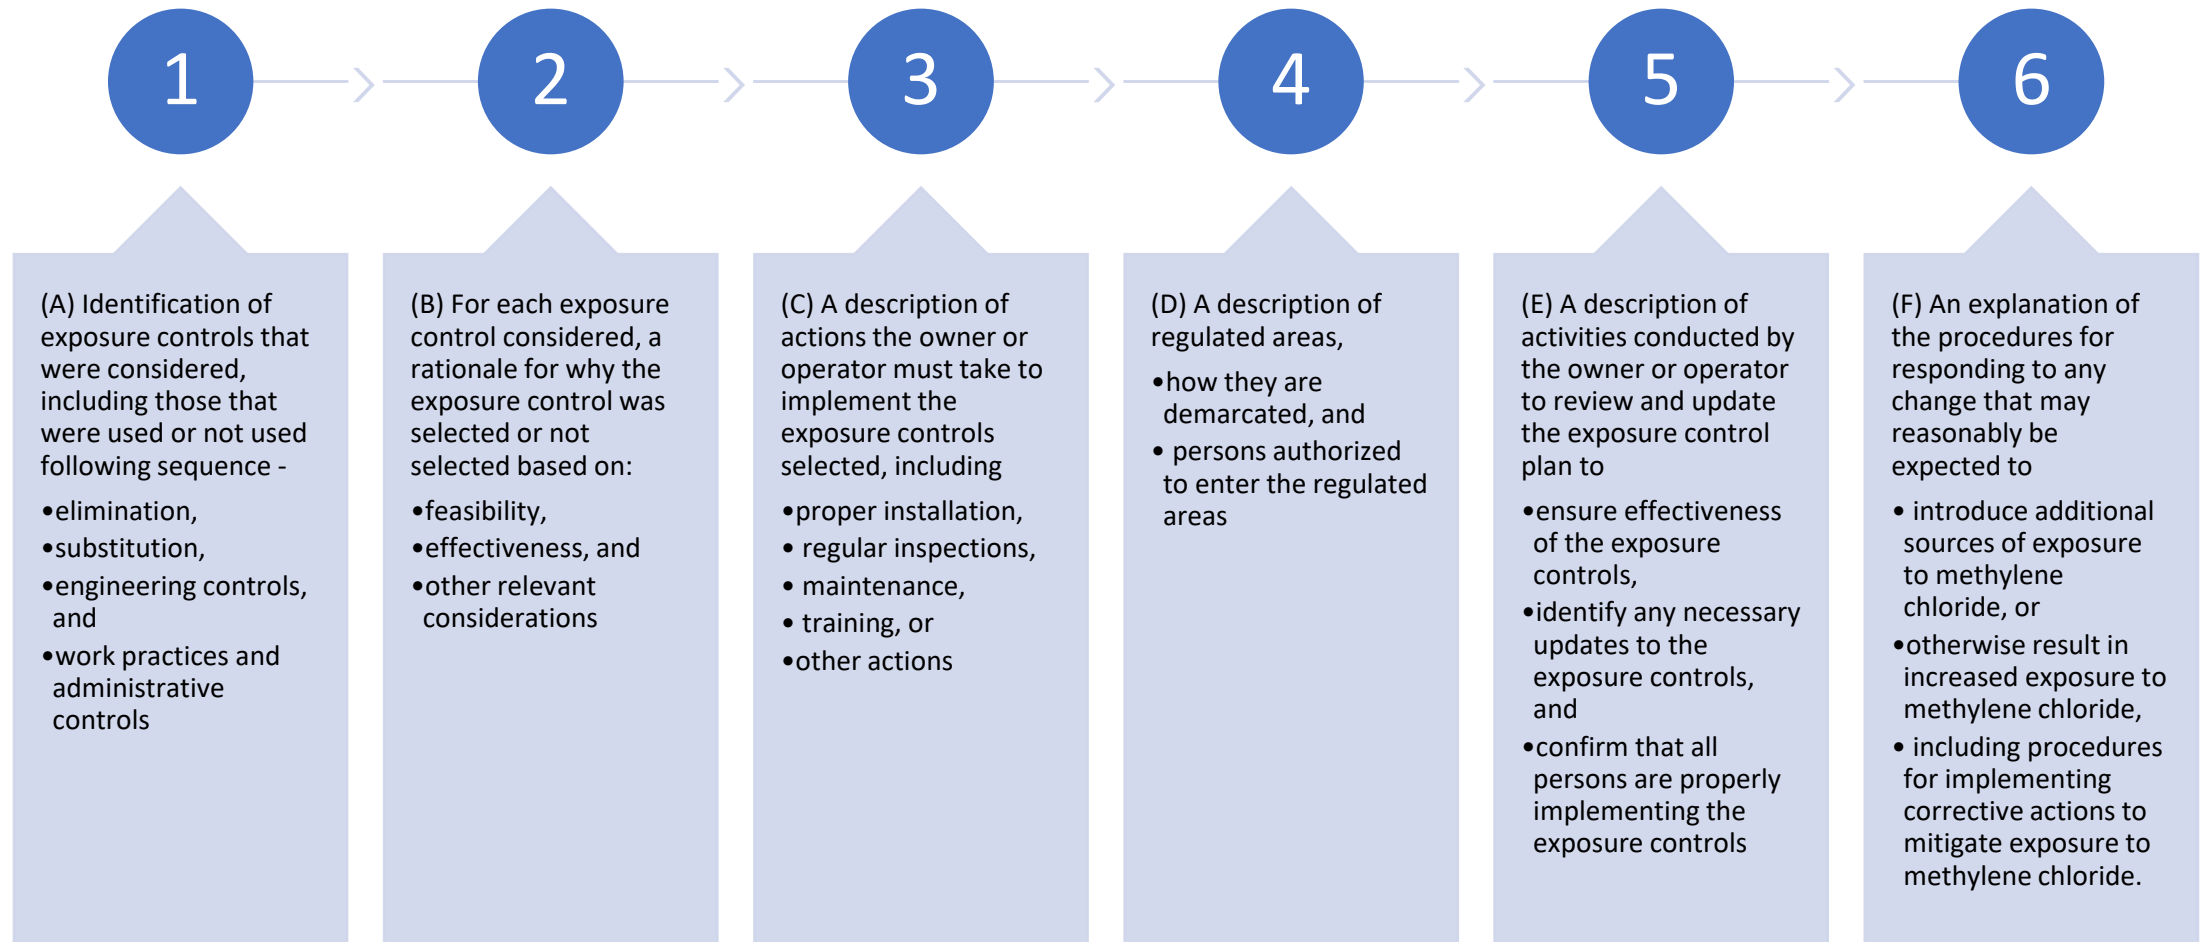 1
2
3
4
5
6
(A) Identification of
exposure controls that
were considered,
including those that
were used or not used
following sequence -
•elimination,
•substitution,
•engineering controls,
and
•work practices and
administrative
controls
(B) For each exposure
control considered, a
rationale for why the
exposure control was
selected or not
selected based on:
•feasibility,
•effectiveness, and
•other relevant
considerations
(C) A description of
actions the owner or
operator must take to
implement the
exposure controls
selected, including
•proper installation,
• regular inspections,
• maintenance,
• training, or
•other actions
(D) A description of
regulated areas,
•how they are
demarcated, and
• persons authorized
to enter the regulated
areas
(E) A description of
activities conducted by
the owner or operator
to review and update
the exposure control
plan to
•ensure effectiveness
of the exposure
controls,
•identify any necessary
updates to the
exposure controls,
and
•confirm that all
persons are properly
implementing the
exposure controls
(F) An explanation of
the procedures for
responding to any
change that may
reasonably be
expected to
• introduce additional
sources of exposure
to methylene
chloride, or
•otherwise result in
increased exposure to
methylene chloride,
• including procedures
for implementing
corrective actions to
mitigate exposure to
methylene chloride.